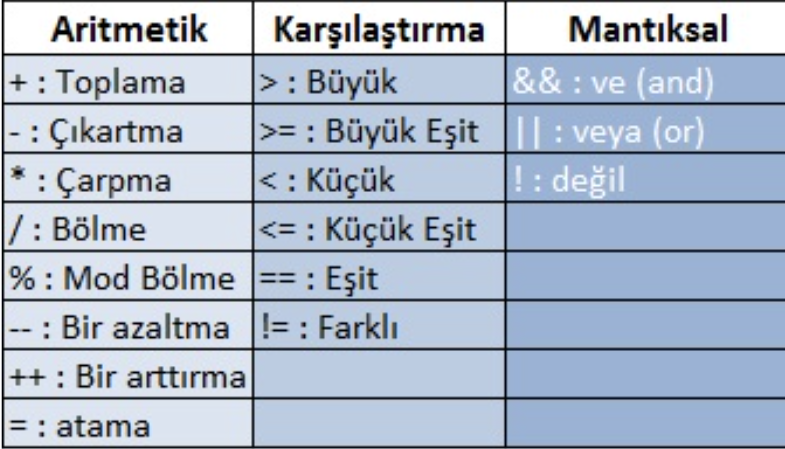 Aritmetik Karşılaştırma Mantıksal
+ : Toplama > : Büyük && : ve (and)
- : Çıkartma >= : Büyük Eşit || : veya (or)
* : Çarpma < : Küçük ! : değil
/ : Bölme <= : Küçük Eşit
% : Mod Bölme == : Eşit
-- : Bir azaltma != : Farklı
++ : Bir arttırma
= : atama